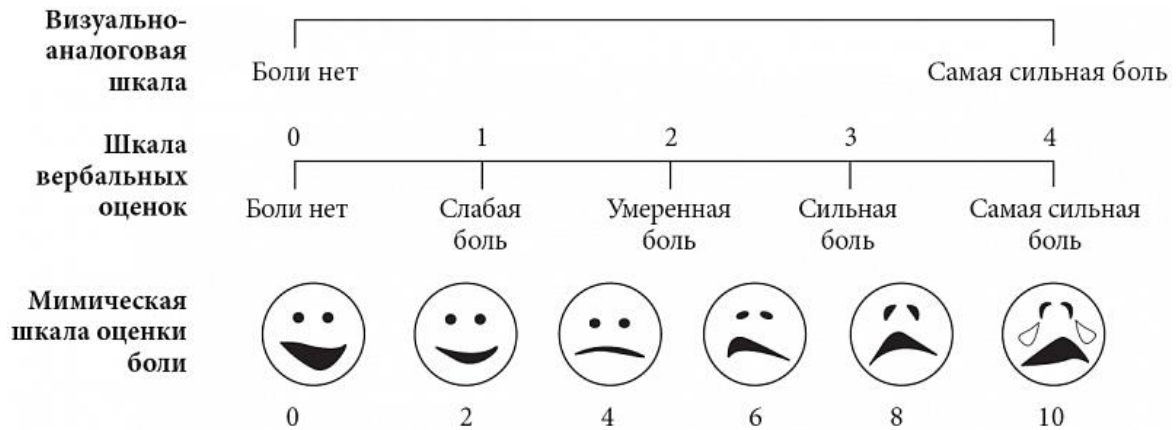 Визуально-
аналоговая
шкала
Боли нет
Самая сильная боль
Шкала
вербальных
оценок
0 1 2 3 4
Боли нет
Слабая
боль
Умеренная
боль
Сильная
боль
Самая сильная
боль
Мимическая
шкала оценки
боли
0 2 4 6 8 10